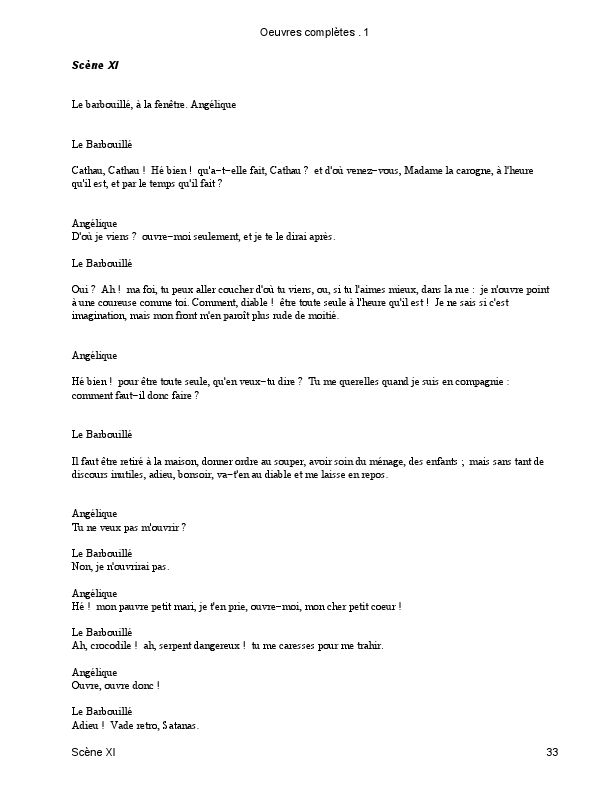 Oeuvres complètes . 1
Scène XI
Le barbouillé, à la fenêtre. Angélique
Le Barbouillé
Cathau, Cathau ! Hé bien ! qu'a−t−elle fait, Cathau ? et d'où venez−vous, Madame la carogne, à l'heure
qu'il est, et par le temps qu'il fait ?
Angélique
D'où je viens ? ouvre−moi seulement, et je te le dirai après.
Le Barbouillé
Oui ? Ah ! ma foi, tu peux aller coucher d'où tu viens, ou, si tu l'aimes mieux, dans la rue : je n'ouvre point
à une coureuse comme toi. Comment, diable ! être toute seule à l'heure qu'il est ! Je ne sais si c'est
imagination, mais mon front m'en paroît plus rude de moitié.
Angélique
Hé bien ! pour être toute seule, qu'en veux−tu dire ? Tu me querelles quand je suis en compagnie :
comment faut−il donc faire ?
Le Barbouillé
Il faut être retiré à la maison, donner ordre au souper, avoir soin du ménage, des enfants ; mais sans tant de
discours inutiles, adieu, bonsoir, va−t'en au diable et me laisse en repos.
Angélique
Tu ne veux pas m'ouvrir ?
Le Barbouillé
Non, je n'ouvrirai pas.
Angélique
Hé ! mon pauvre petit mari, je t'en prie, ouvre−moi, mon cher petit coeur !
Le Barbouillé
Ah, crocodile ! ah, serpent dangereux ! tu me caresses pour me trahir.
Angélique
Ouvre, ouvre donc !
Le Barbouillé
Adieu ! Vade retro, Satanas.
Scène XI
33